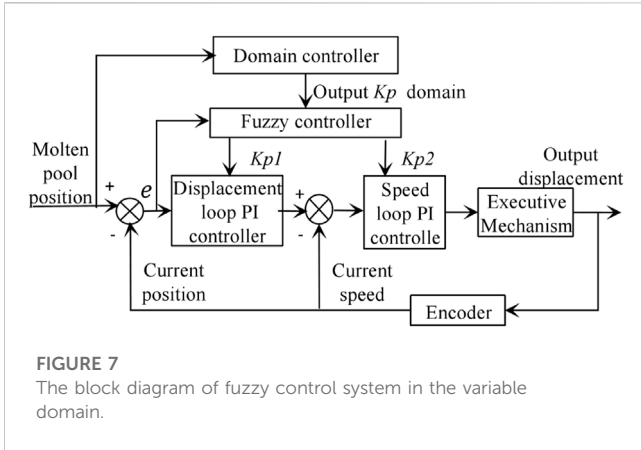 Domain controller
Output Kp domain
Fuzzy controller
Molten
pool
position
Kp1
Kp2
Output
displacement
+
e
Displacement
loop PI
controller
+
Speed
loop PI
controlle
Executive
Mechanism
-
-
Current
position
Current
speed
Encoder
FIGURE 7
The block diagram of fuzzy control system in the variable
domain.